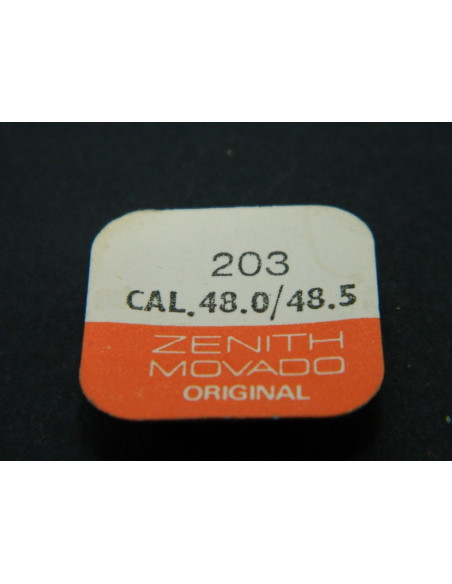 203
CAL. 48.0/48.5
ZENITH
MOVADO
ORIGINAL